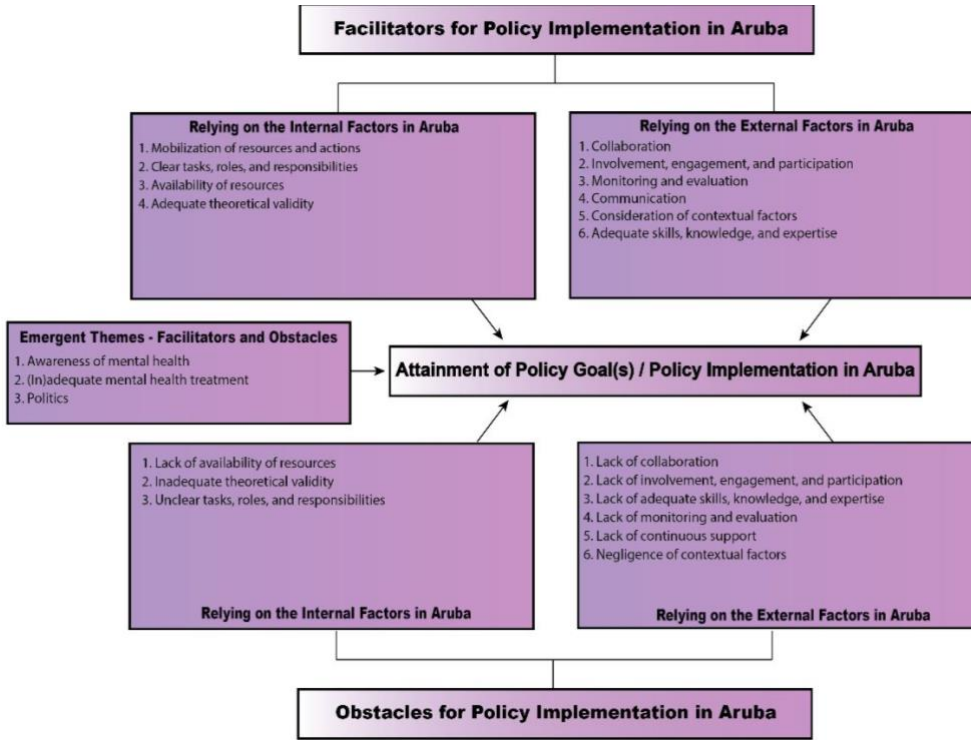 Facilitators for Policy Implementation in Aruba
Relying on the Internal Factors in Aruba
1. Mobilization of resources and actions
2. Clear tasks, roles, and responsibilities
3. Availability of resources
4. Adequate theoretical validity
Relying on the External Factors in Aruba
1. Collaboration
2. Involvement, engagement, and participation
3. Monitoring and evaluation
4. Communication
5. Consideration of contextual factors
6. Adequate skills, knowledge, and expertise
Emergent Themes - Facilitators and Obstacles
1. Awareness of mental health
2. (In)adequate mental health treatment
3. Politics
Attainment of Policy Goal(s) / Policy Implementation in Aruba
1. Lack of availability of resources
2. Inadequate theoretical validity
3. Unclear tasks, roles, and responsibilities
Relying on the Internal Factors in Aruba
1. Lack of collaboration
2. Lack of involvement, engagement, and participation
3. Lack of adequate skills, knowledge, and expertise
4. Lack of monitoring and evaluation
5. Lack of continuous support
6. Negligence of contextual factors
Relying on the External Factors in Aruba
Obstacles for Policy Implementation in Aruba